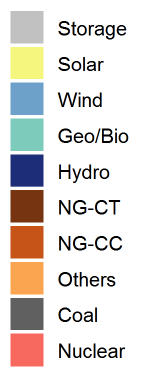 Storage
Solar
Wind
Geo/Bio
Hydro
NG-CT
NG-CC
Others
Coal
Nuclear